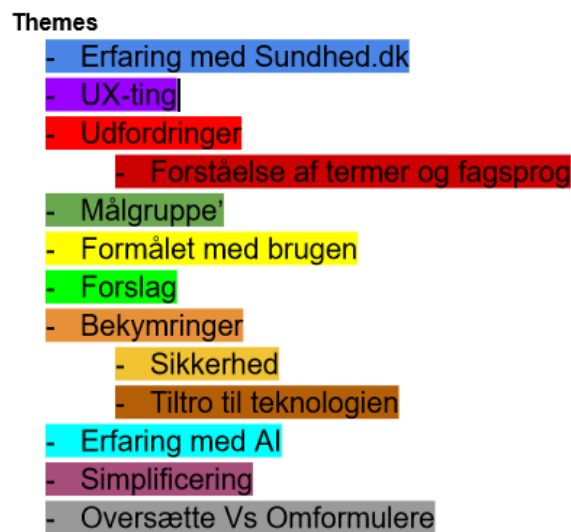 Themes
- Erfaring med Sundhed.dk
- UX-ting
- Udfordringer
- Forståelse af termer og fagsprog
- Målgruppe'
- Formålet med brugen
- Forslag
- Bekymringer
- Sikkerhed
- Tiltro til teknologien
- Erfaring med AI
- Simplificering
- Oversætte Vs Omformulere